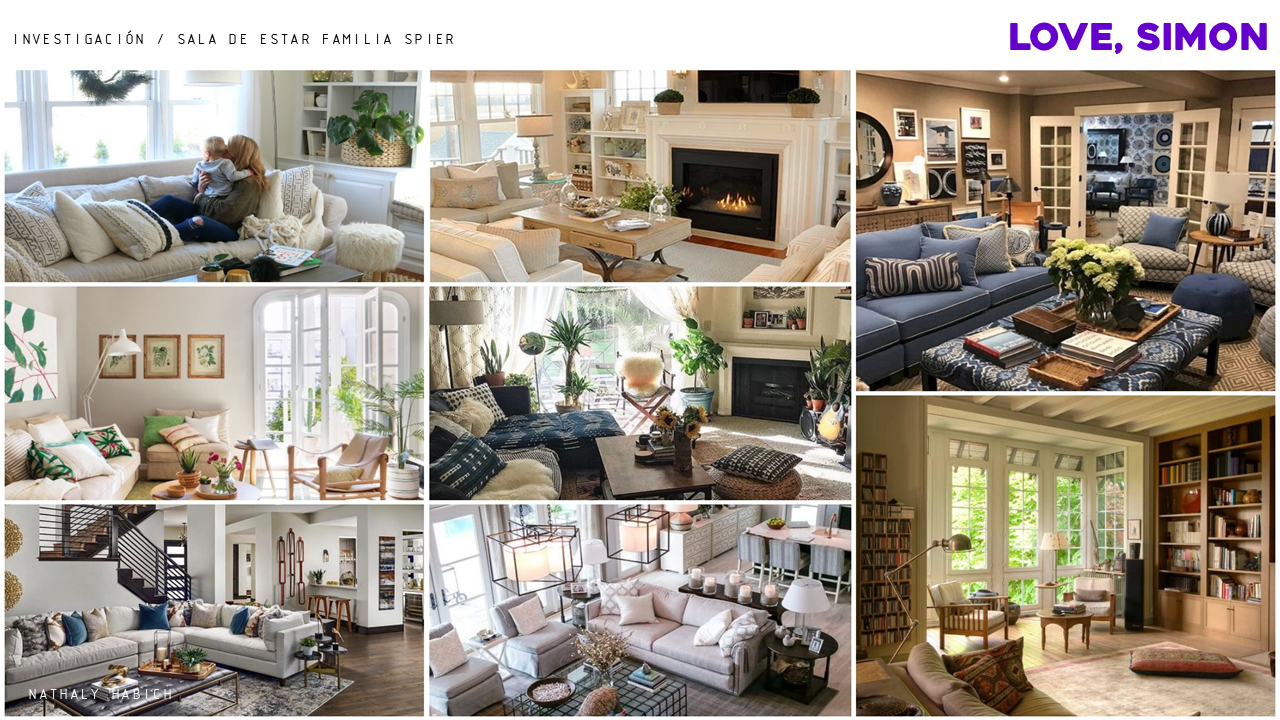 INVESTIGACIÓN / SALA DE ESTAR FAMILIA SPIER
LOVE, SIMON
NATHALY HABICH